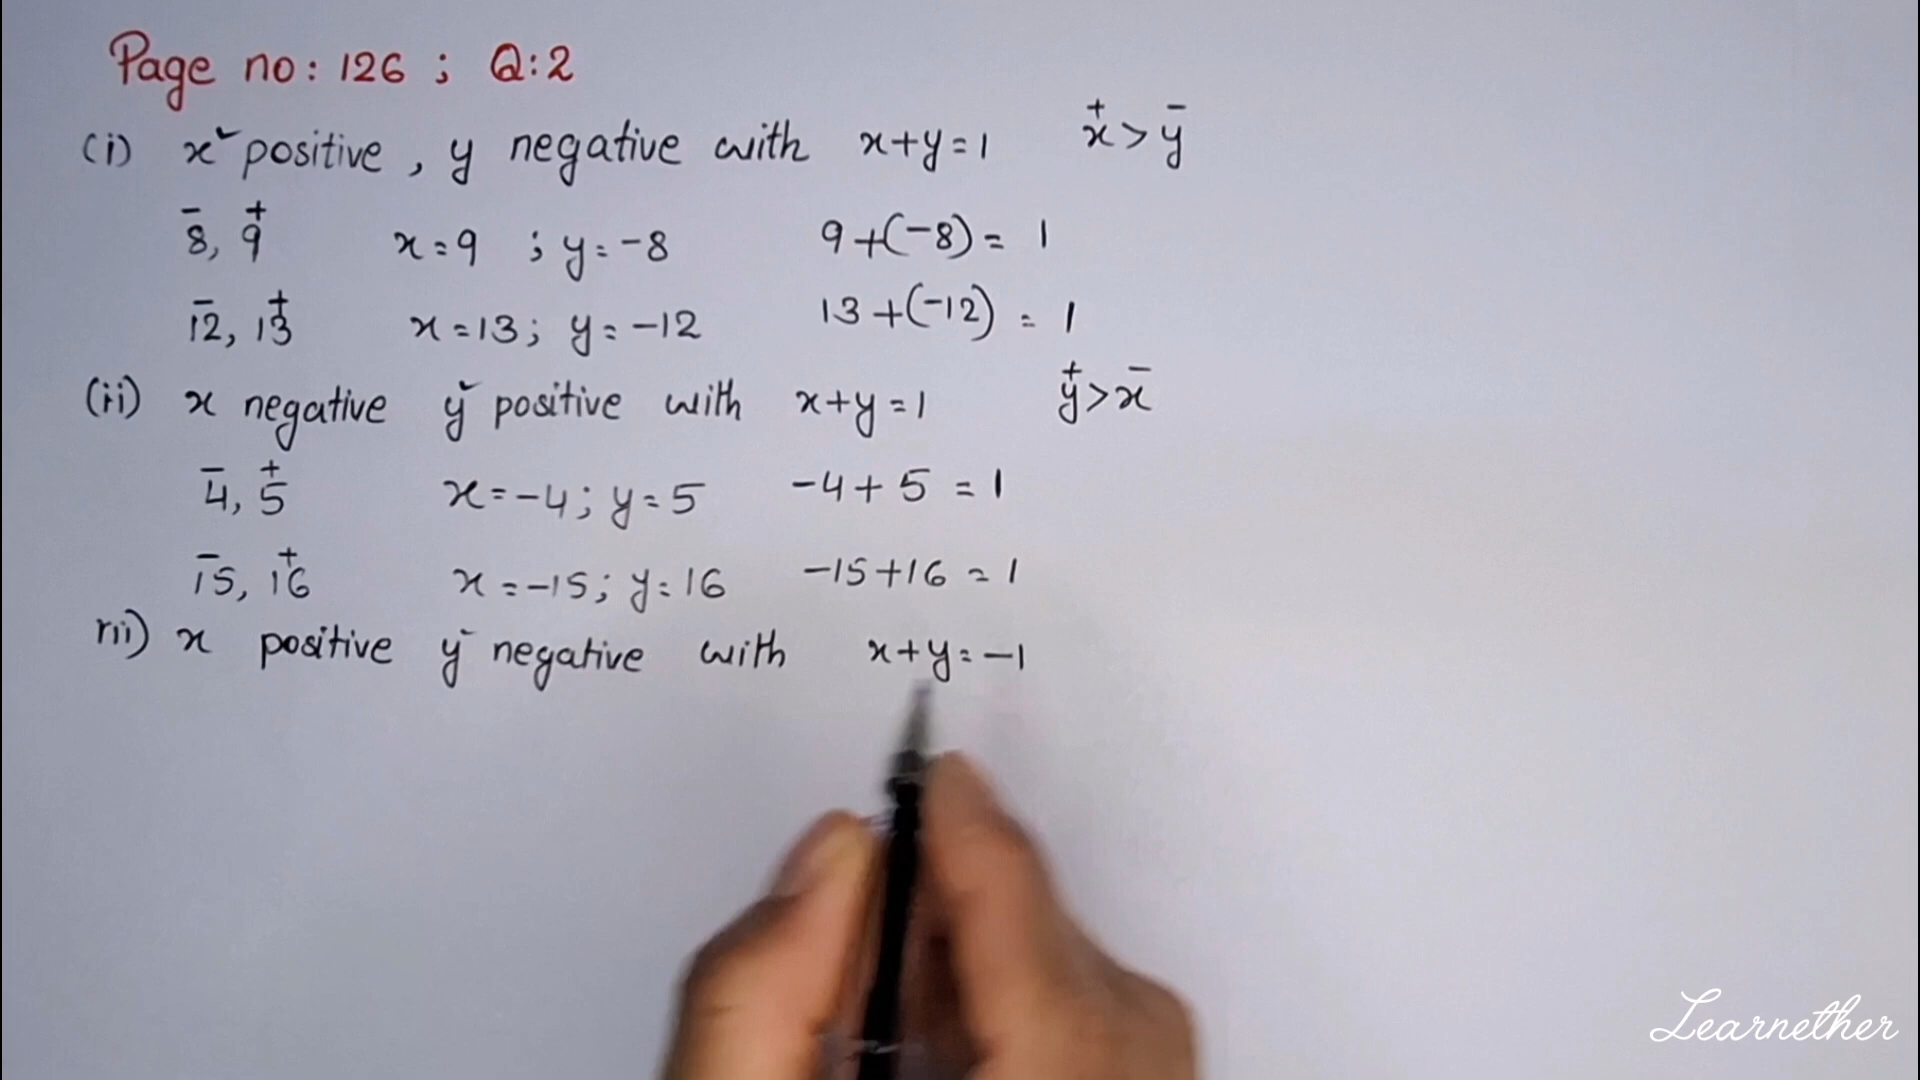 Page no: 126 ; Q:2
(i) x positive, y negative with x+y=1 + - x>y
- + 8, 9 x=9 ; y=-8 9+(-8)= 1
- + 12, 13 x=13; y=-12 13+(-12) = 1
(ii) x negative y positive with x+y=1 + - y>x
- + 4, 5 x=-4; y=5 -4+5 =1
- + 15, 16 x=-15; y=16 -15+16 =1
iii) x positive y negative with x+y=-1
Learnether